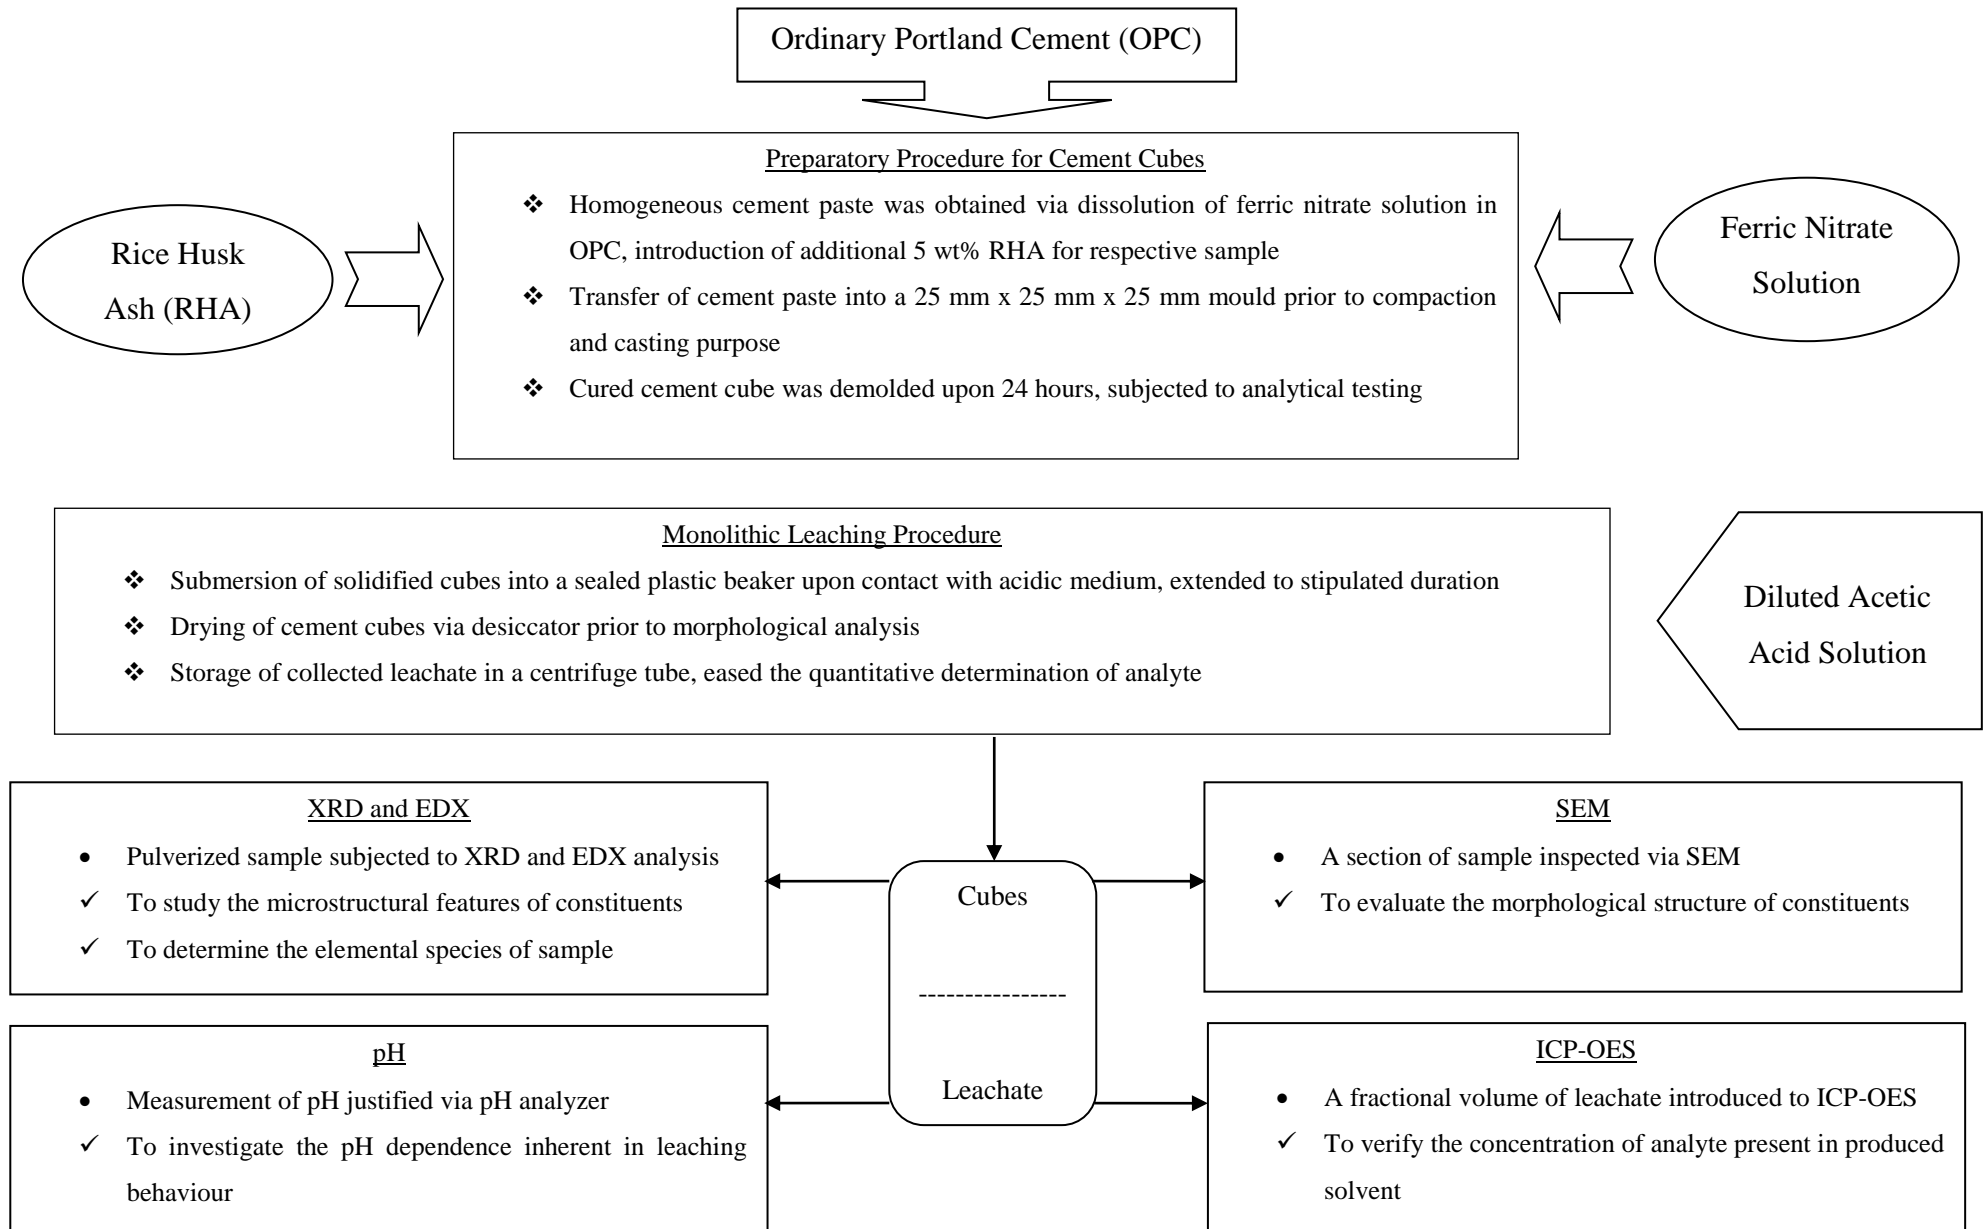 Ordinary Portland Cement (OPC)
Preparatory Procedure for Cement Cubes
❖ Homogeneous cement paste was obtained via dissolution of ferric nitrate solution in
OPC, introduction of additional 5 wt% RHA for respective sample
❖ Transfer of cement paste into a 25 mm x 25 mm x 25 mm mould prior to compaction
and casting purpose
❖ Cured cement cube was demolded upon 24 hours, subjected to analytical testing
Rice Husk
Ash (RHA)
Ferric Nitrate
Solution
Monolithic Leaching Procedure
❖ Submersion of solidified cubes into a sealed plastic beaker upon contact with acidic medium, extended to stipulated duration
❖ Drying of cement cubes via desiccator prior to morphological analysis
❖ Storage of collected leachate in a centrifuge tube, eased the quantitative determination of analyte
Diluted Acetic
Acid Solution
XRD and EDX
• Pulverized sample subjected to XRD and EDX analysis
✓ To study the microstructural features of constituents
✓ To determine the elemental species of sample
Cubes
-----------------
Leachate
SEM
• A section of sample inspected via SEM
✓ To evaluate the morphological structure of constituents
pH
• Measurement of pH justified via pH analyzer
✓ To investigate the pH dependence inherent in leaching
behaviour
ICP-OES
• A fractional volume of leachate introduced to ICP-OES
✓ To verify the concentration of analyte present in produced
solvent